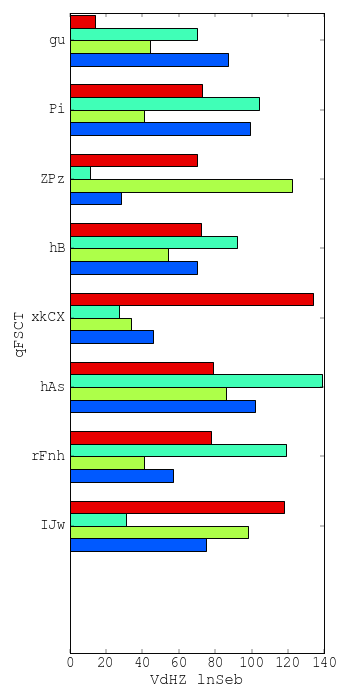 gu
Pi
ZPz
hB
xkCX
hAs
rFnh
IJw
qFSCT
0 20 40 60 80 100 120 140
VdHZ lnSeb